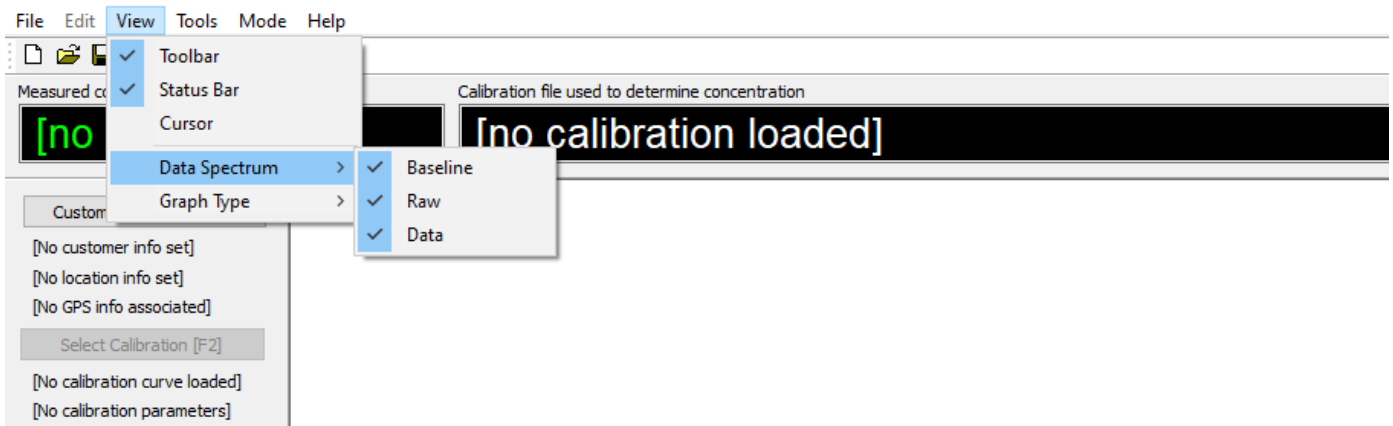 File Edit View Tools Mode Help
Toolbar
Status Bar
Cursor
Data Spectrum
Graph Type
Baseline
Raw
Data
Measured
Calibration file used to determine concentration
[no
[no calibration loaded]
[No customer info set]
[No location info set]
[No GPS info associated]
Select Calibration [F2]
[No calibration curve loaded]
[No calibration parameters]